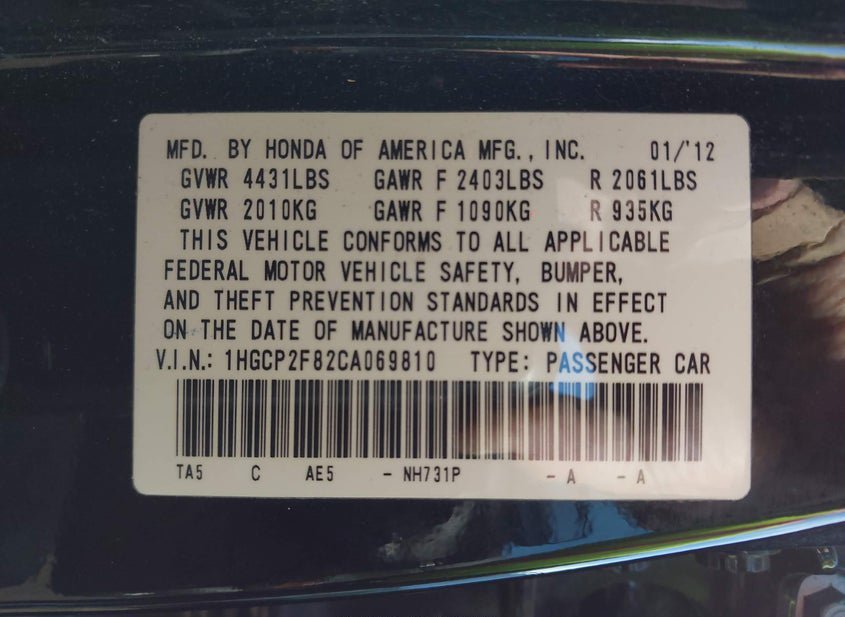 MFD. BY HONDA OF AMERICA MFG., INC. 01/'12
GVWR 4431LBS GAWR F 2403LBS R 2061LBS
GVWR 2010KG GAWR F 1090KG R 935KG
THIS VEHICLE CONFORMS TO ALL APPLICABLE
FEDERAL MOTOR VEHICLE SAFETY, BUMPER,
AND THEFT PREVENTION STANDARDS IN EFFECT
ON THE DATE OF MANUFACTURE SHOWN ABOVE.
V.I.N.: 1HGCP2F82CA069810 TYPE: PASSENGER CAR
TA5 C AE5 - NH731P - A - A